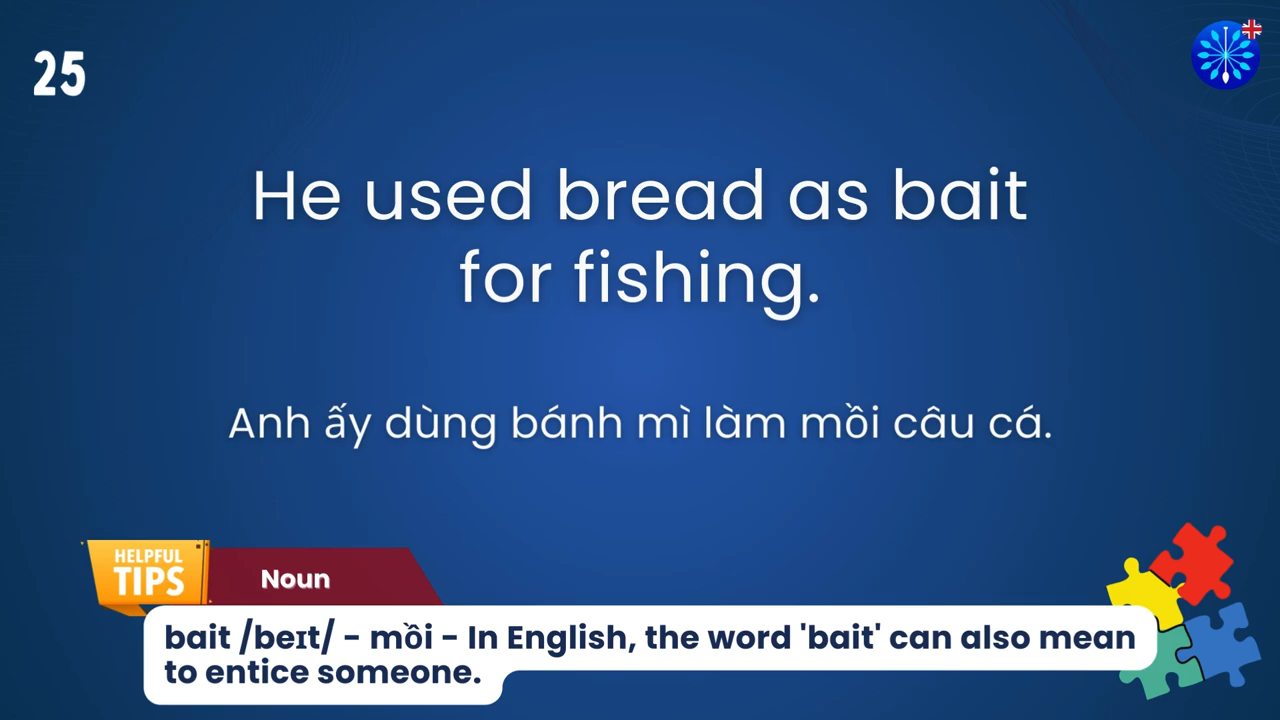 25
He used bread as bait
for fishing.
Anh ấy dùng bánh mì làm mồi câu cá.
HELPFUL
TIPS
Noun
bait /beɪt/ - mồi - In English, the word 'bait' can also mean
to entice someone.